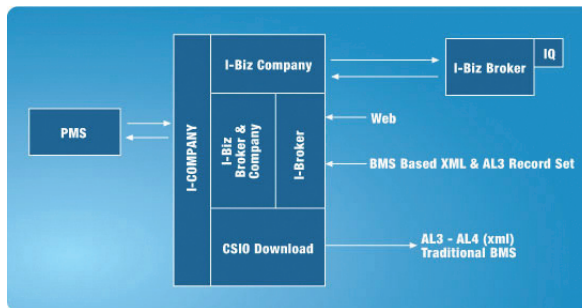 I-Biz Company
IQ
I-Biz Broker
PMS
I-COMPANY
I-Biz
Broker &
Company
I-Broker
Web
BMS Based XML & AL3 Record Set
CSIO Download
AL3 - AL4 (xml)
Traditional BMS